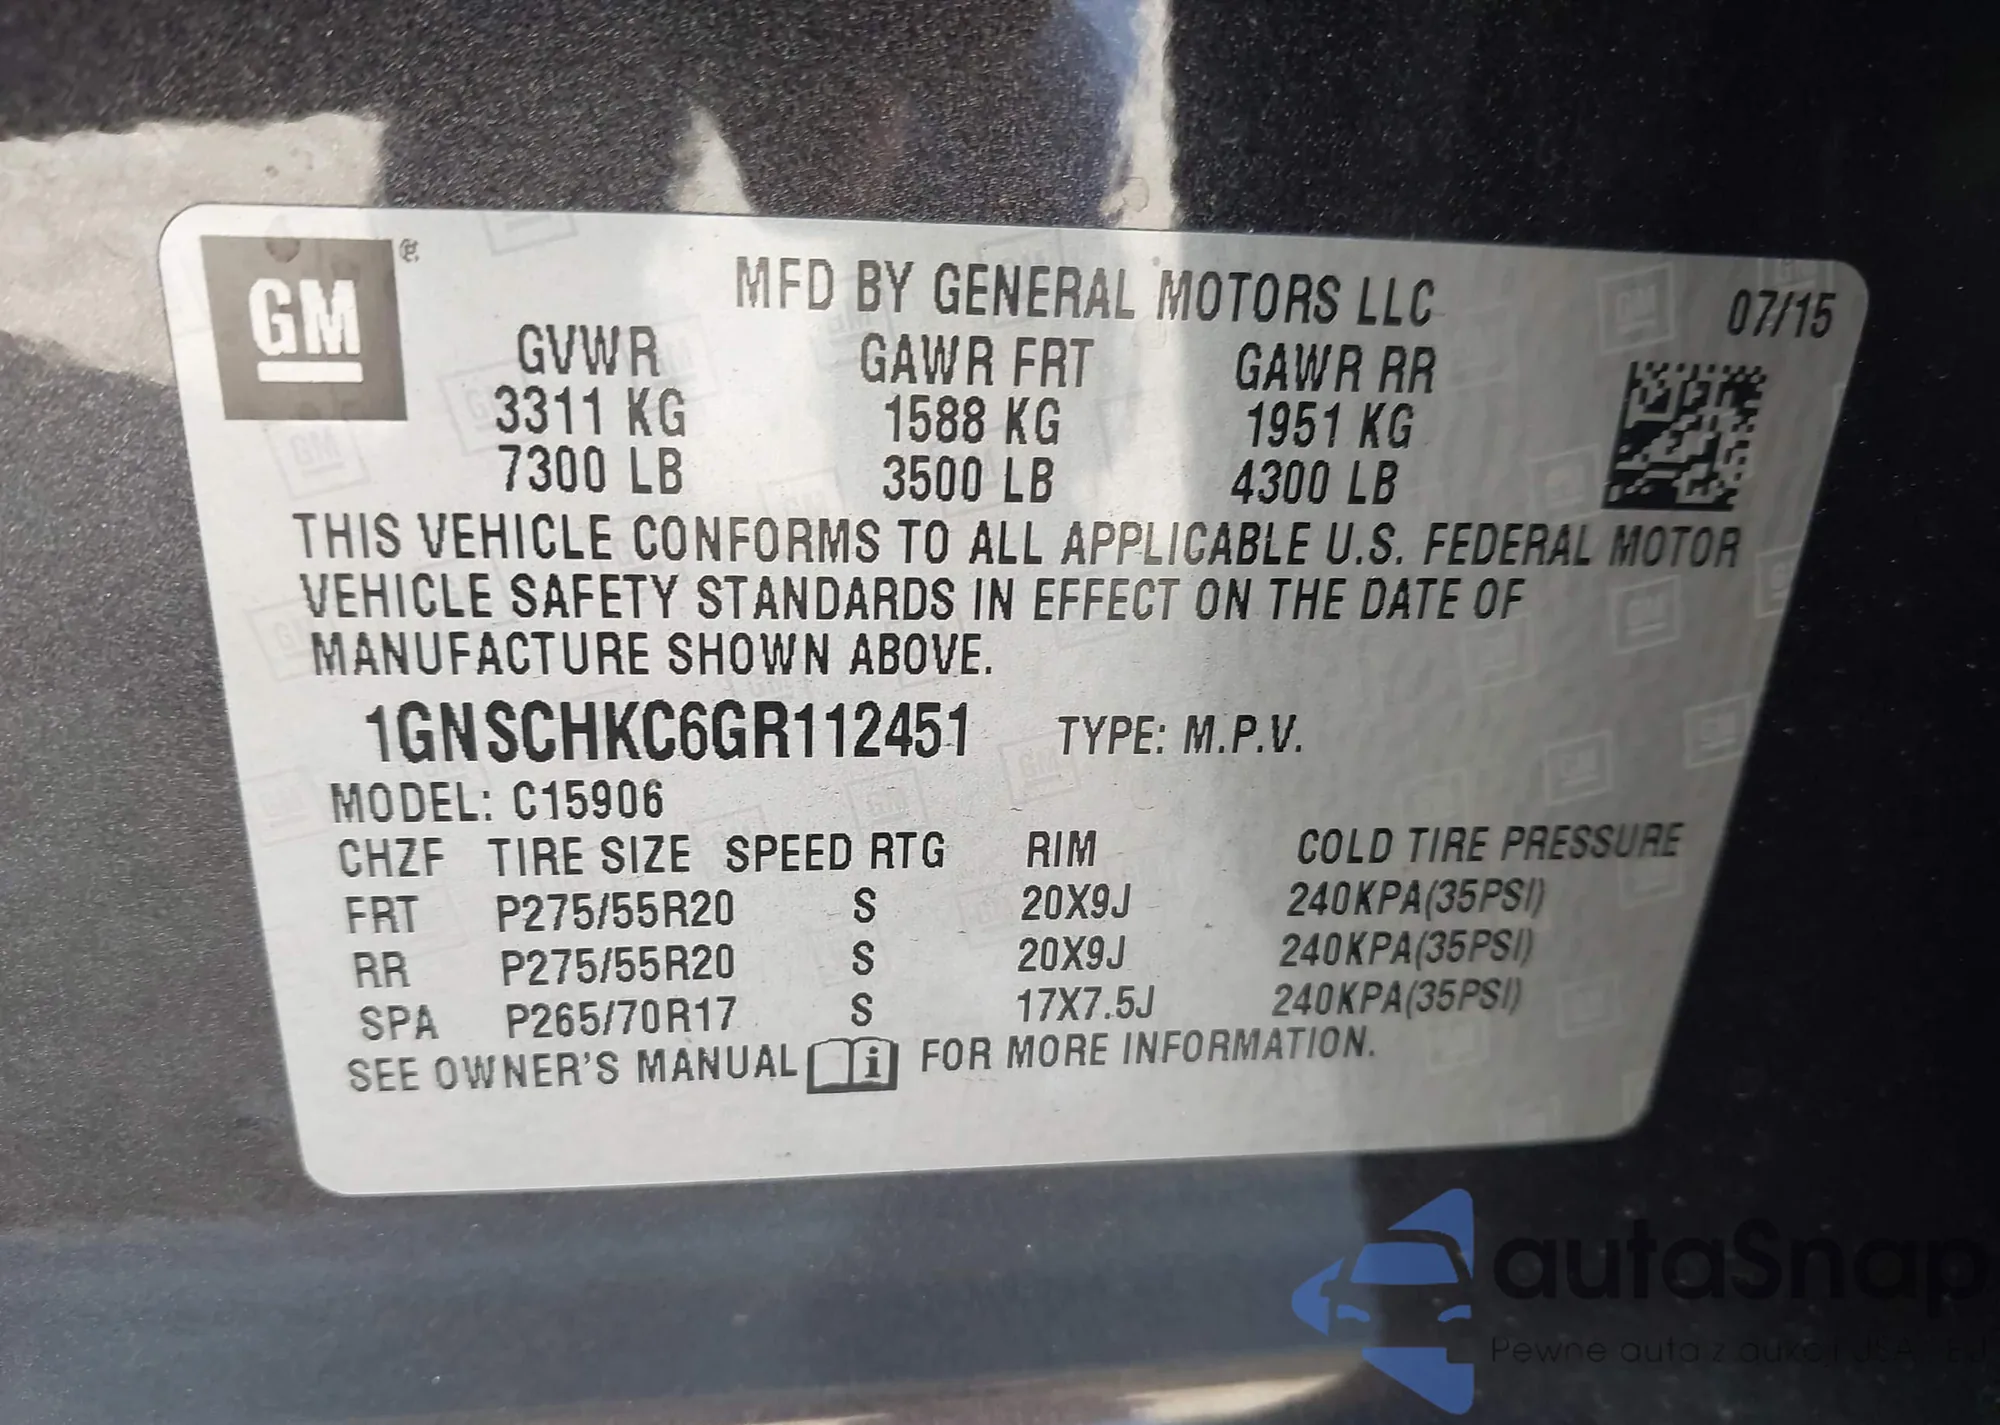 GM
MFD BY GENERAL MOTORS LLC
07/15
GVWR GAWR FRT GAWR RR
3311 KG 1588 KG 1951 KG
7300 LB 3500 LB 4300 LB
THIS VEHICLE CONFORMS TO ALL APPLICABLE U.S. FEDERAL MOTOR
VEHICLE SAFETY STANDARDS IN EFFECT ON THE DATE OF
MANUFACTURE SHOWN ABOVE.
1GNSCHKC6GR112451 TYPE: M.P.V.
MODEL: C15906
CHZF TIRE SIZE SPEED RTG RIM COLD TIRE PRESSURE
FRT P275/55R20 S 20X9J 240KPA(35PSI)
RR P275/55R20 S 20X9J 240KPA(35PSI)
SPA P265/70R17 S 17X7.5J 240KPA(35PSI)
SEE OWNER'S MANUAL i FOR MORE INFORMATION.
autaSnap
Pewne auta z